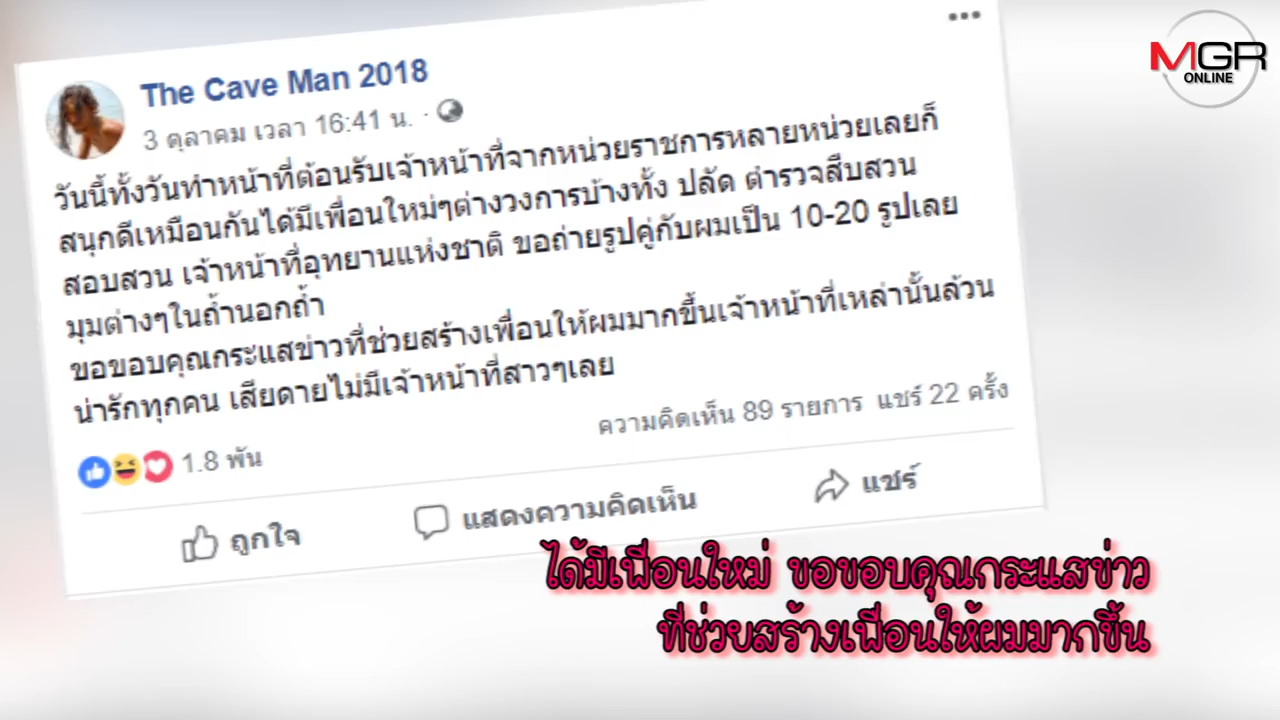 MGR
ONLINE
The Cave Man 2018
3 ตุลาคม เวลา 16:41 น. ·
วันนี้ทั้งวันทำหน้าที่ต้อนรับเจ้าหน้าที่จากหน่วยราชการหลายหน่วยเลยก็
สนุกดีเหมือนกันได้มีเพื่อนใหม่ๆต่างวงการบ้างทั้ง ปลัด ตำรวจสืบสวน
สอบสวน เจ้าหน้าที่อุทยานแห่งชาติ ขอถ่ายรูปคู่กับผมเป็น 10-20 รูปเลย
มุมต่างๆในถ้ำนอกถ้ำ
ขอขอบคุณกระแสข่าวที่ช่วยสร้างเพื่อนให้ผมมากขึ้นเจ้าหน้าที่เหล่านั้นล้วน
น่ารักทุกคน เสียดายไม่มีเจ้าหน้าที่สาวๆเลย
1.8 พัน
ความคิดเห็น 89 รายการ แชร์ 22 ครั้ง
ถูกใจ
แสดงความคิดเห็น
แชร์
ได้มีเพื่อนใหม่ ขอขอบคุณกระแสข่าว
ที่ช่วยสร้างเพื่อนให้ผมมากขึ้น